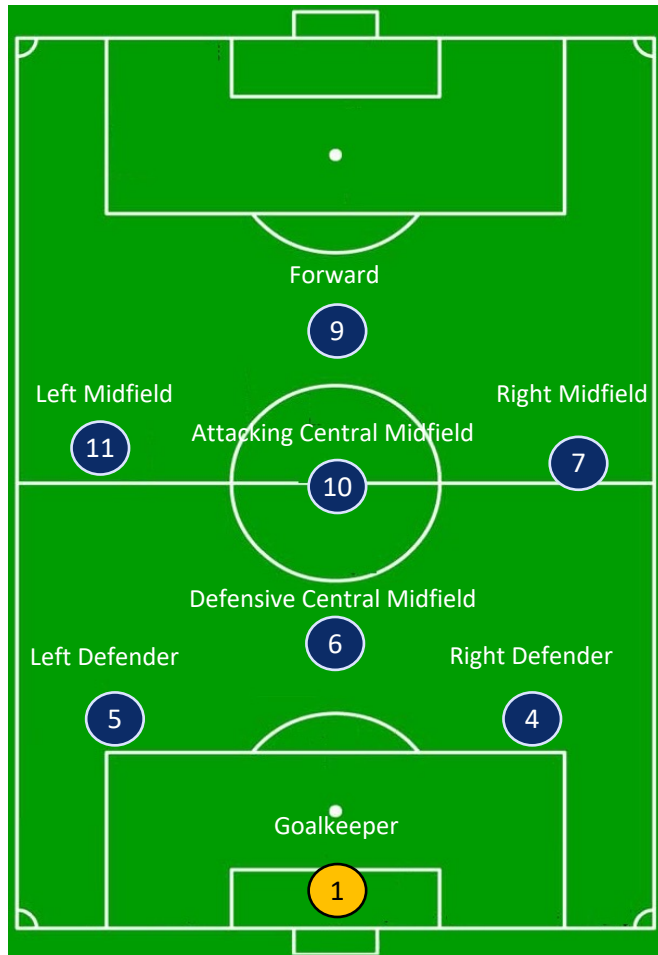 Forward
9
Left Midfield
Right Midfield
Attacking Central Midfield
11
7
10
Defensive Central Midfield
6
Left Defender
Right Defender
5
4
Goalkeeper
1